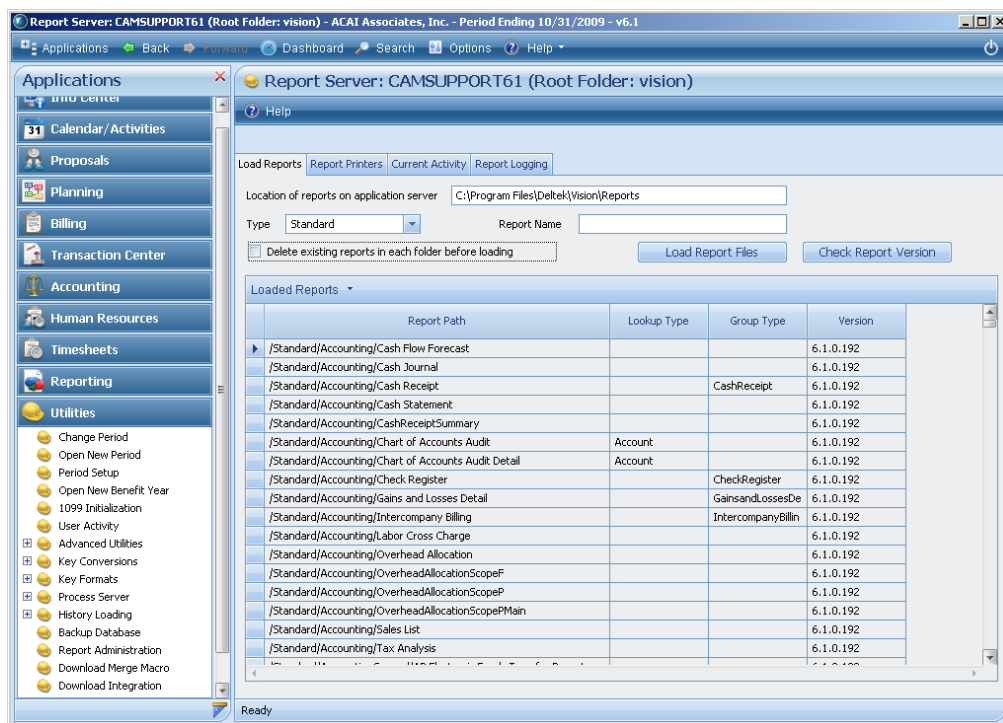 Report Server: CAMSUPPORT61 (Root Folder: vision) - ACAI Associates, Inc. - Period Ending 10/31/2009 - v6.1
Applications Back Forward Dashboard Search Options Help
Applications
Info Center
31 Calendar/Activities
Proposals
Planning
Billing
Transaction Center
Accounting
Human Resources
Timesheets
Reporting
Utilities
Change Period
Open New Period
Period Setup
Open New Benefit Year
1099 Initialization
User Activity
Advanced Utilities
Key Conversions
Key Formats
Process Server
History Loading
Backup Database
Report Administration
Download Merge Macro
Download Integration
Report Server: CAMSUPPORT61 (Root Folder: vision)
Help
Load Reports Report Printers Current Activity Report Logging
Location of reports on application server C:\Program Files\Deltek\Vision\Reports
Type Standard Report Name
Delete existing reports in each folder before loading Load Report Files Check Report Version
Loaded Reports
Report Path Lookup Type Group Type Version
/Standard/Accounting/Cash Flow Forecast 6.1.0.192
/Standard/Accounting/Cash Journal 6.1.0.192
/Standard/Accounting/Cash Receipt CashReceipt 6.1.0.192
/Standard/Accounting/Cash Statement 6.1.0.192
/Standard/Accounting/CashReceiptSummary 6.1.0.192
/Standard/Accounting/Chart of Accounts Audit Account 6.1.0.192
/Standard/Accounting/Chart of Accounts Audit Detail Account 6.1.0.192
/Standard/Accounting/Check Register CheckRegister 6.1.0.192
/Standard/Accounting/Gains and Losses Detail GainsandLossesDe 6.1.0.192
/Standard/Accounting/Intercompany Billing IntercompanyBillin 6.1.0.192
/Standard/Accounting/Labor Cross Charge 6.1.0.192
/Standard/Accounting/Overhead Allocation 6.1.0.192
/Standard/Accounting/OverheadAllocationScopeF 6.1.0.192
/Standard/Accounting/OverheadAllocationScopeP 6.1.0.192
/Standard/Accounting/OverheadAllocationScopePMain 6.1.0.192
/Standard/Accounting/Sales List 6.1.0.192
/Standard/Accounting/Tax Analysis 6.1.0.192
Ready